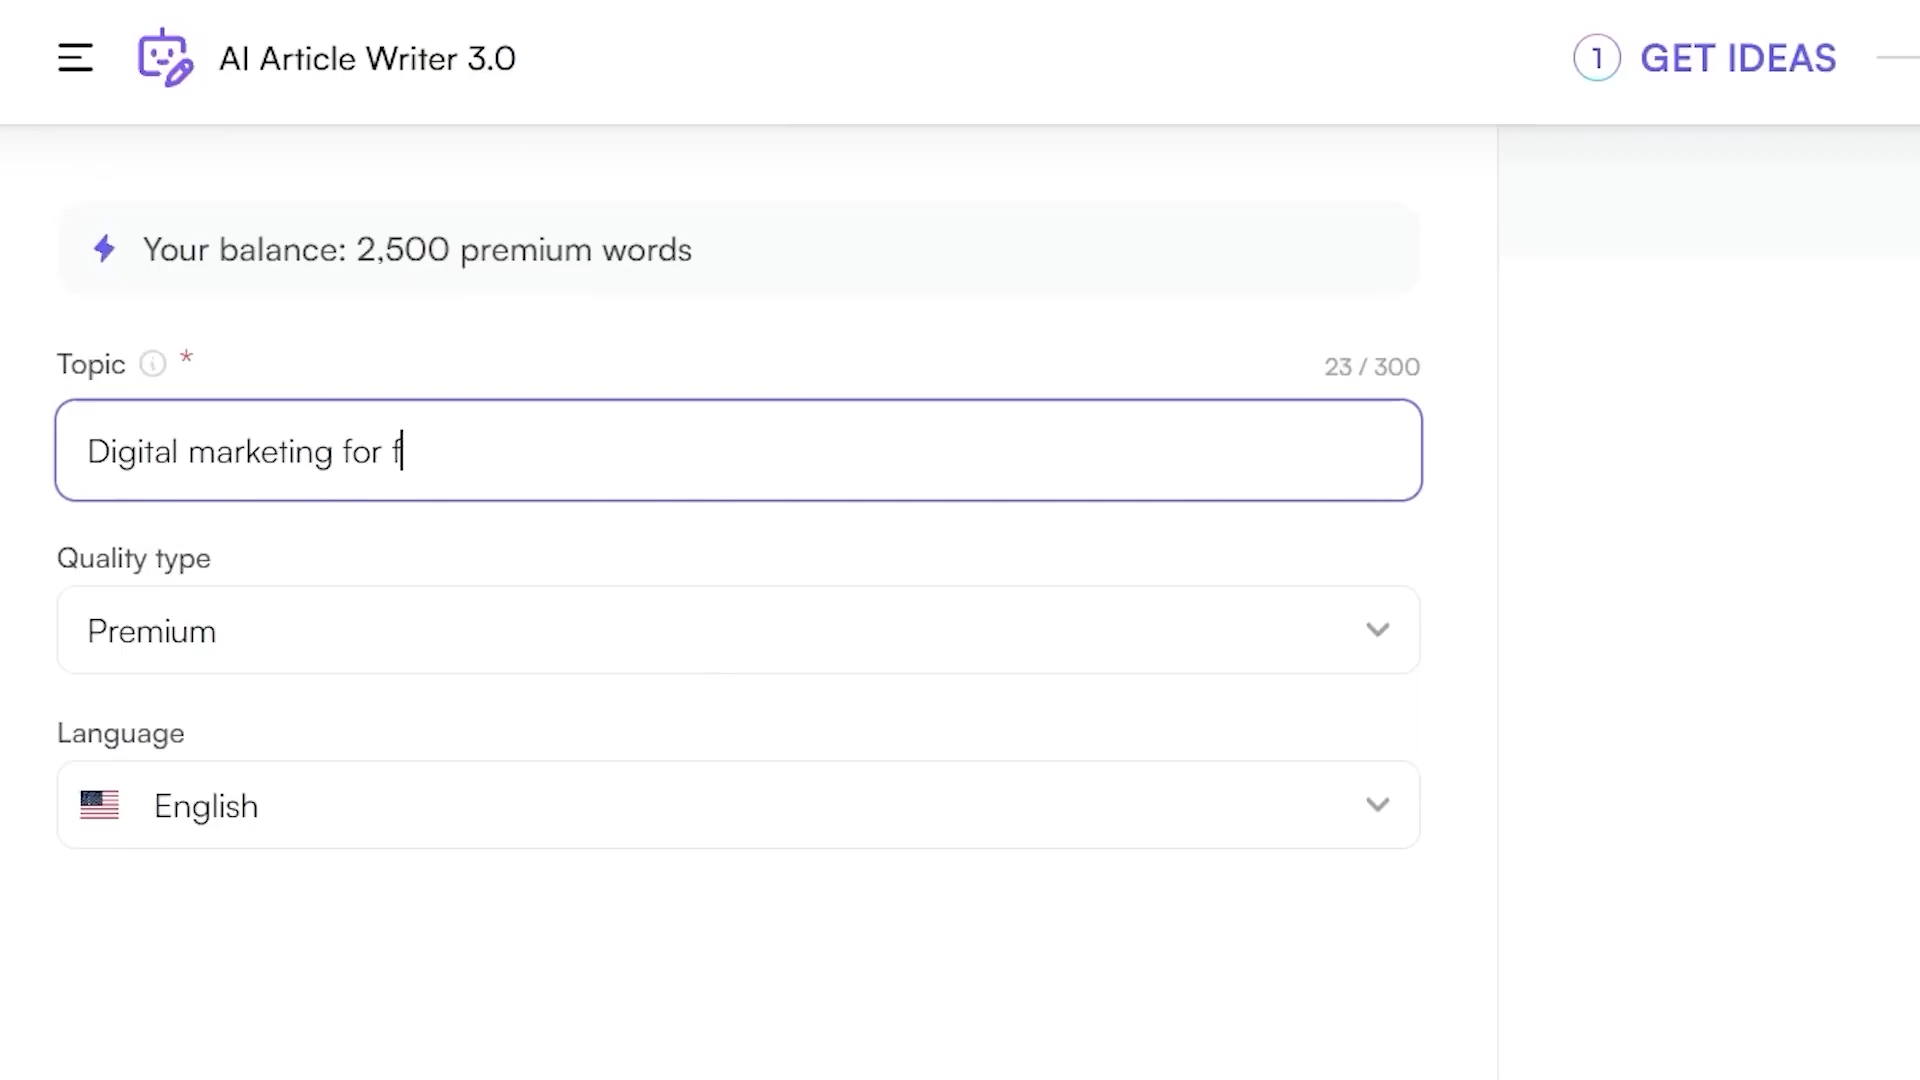 AI Article Writer 3.0
1 GET IDEAS
Your balance: 2,500 premium words
Topic *
23 / 300
Digital marketing for f
Quality type
Premium
Language
English